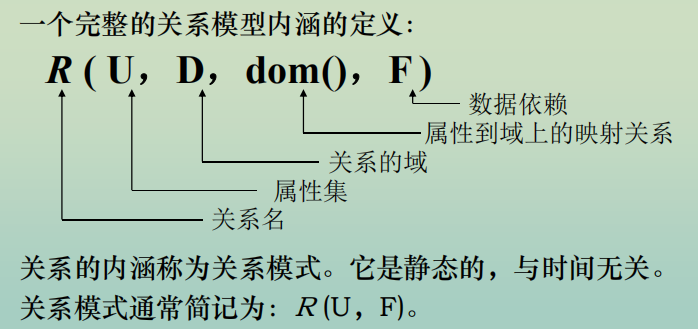 一个完整的关系模型内涵的定义：
R ( U， D， dom()， F )
数据依赖
属性到域上的映射关系
关系的域
属性集
关系名
关系的内涵称为关系模式。它是静态的，与时间无关。
关系模式通常简记为：R (U，F)。